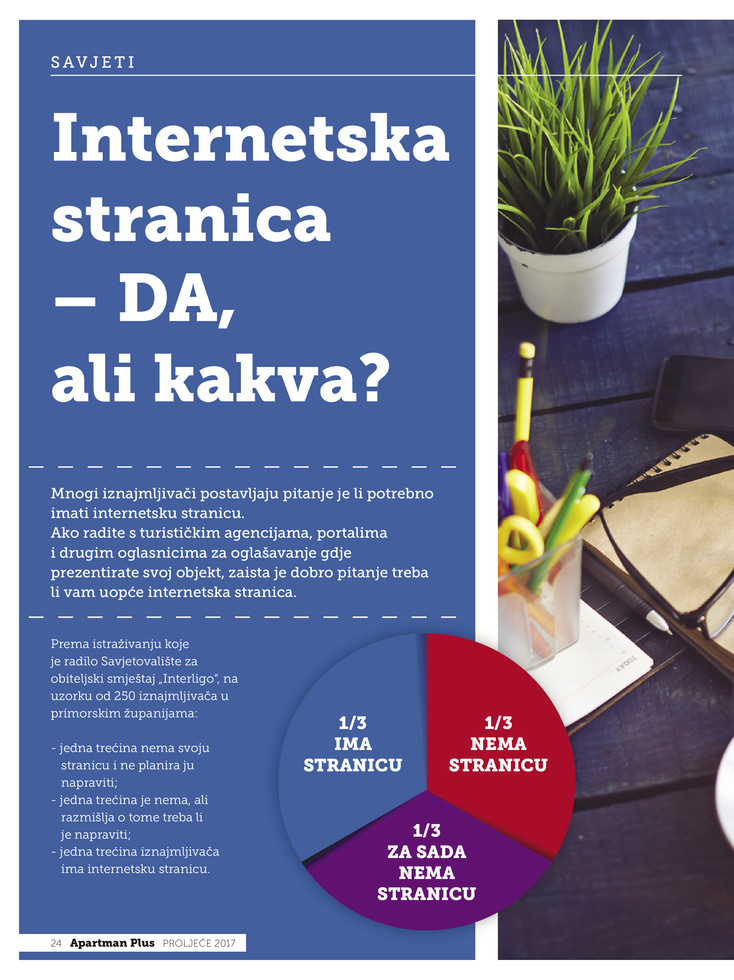 SAVJETI
Internetska
stranica
– DA,
ali kakva?
Mnogi iznajmljivači postavljaju pitanje je li potrebno
imati internetsku stranicu.
Ako radite s turističkim agencijama, portalima
i drugim oglasnicima za oglašavanje gdje
prezentirate svoj objekt, zaista je dobro pitanje treba
li vam uopće internetska stranica.
Prema istraživanju koje
je radilo Savjetovalište za
obiteljski smještaj „Interligo“, na
uzorku od 250 iznajmljivača u
primorskim županijama:
- jedna trećina nema svoju
stranicu i ne planira ju
napraviti;
- jedna trećina je nema, ali
razmišlja o tome treba li
je napraviti;
- jedna trećina iznajmljivača
ima internetsku stranicu.
1/3
IMA
STRANICU
1/3
NEMA
STRANICU
1/3
ZA SADA
NEMA
STRANICU
TODAY
24 Apartman Plus PROLJEĆE 2017